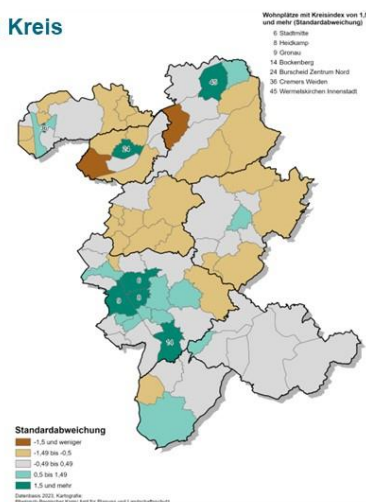 Kreis
Wohnplätze mit Kreisindex von 1,5
und mehr (Standardabweichung)
6 Stadtmitte
8 Heidkamp
9 Gronau
14 Bockenberg
24 Burscheid Zentrum Nord
36 Cremers Weiden
45 Wermelskirchen Innenstadt
45
Standardabweichung
-1,5 und weniger
-1,49 bis -0,5
-0,49 bis 0,49
0,5 bis 1,49
1,5 und mehr
Datenbasis 2023, Kartografie: